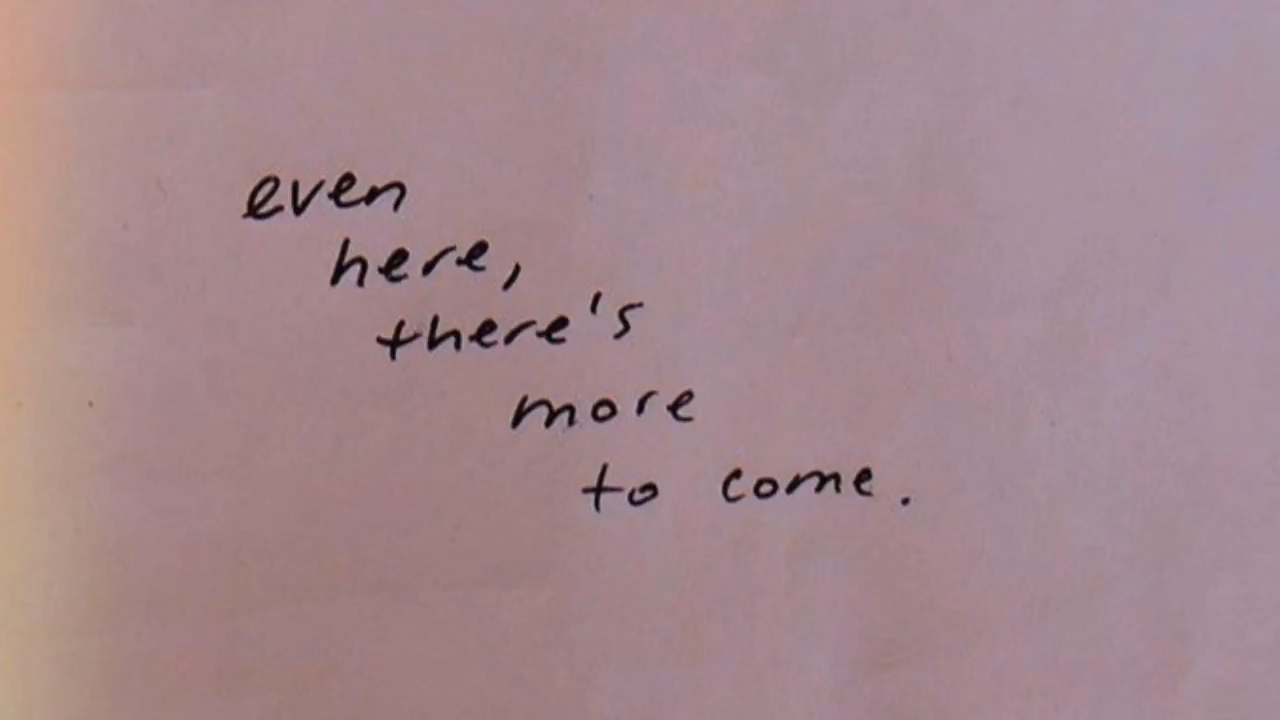 even
here,
there's
more
to come.